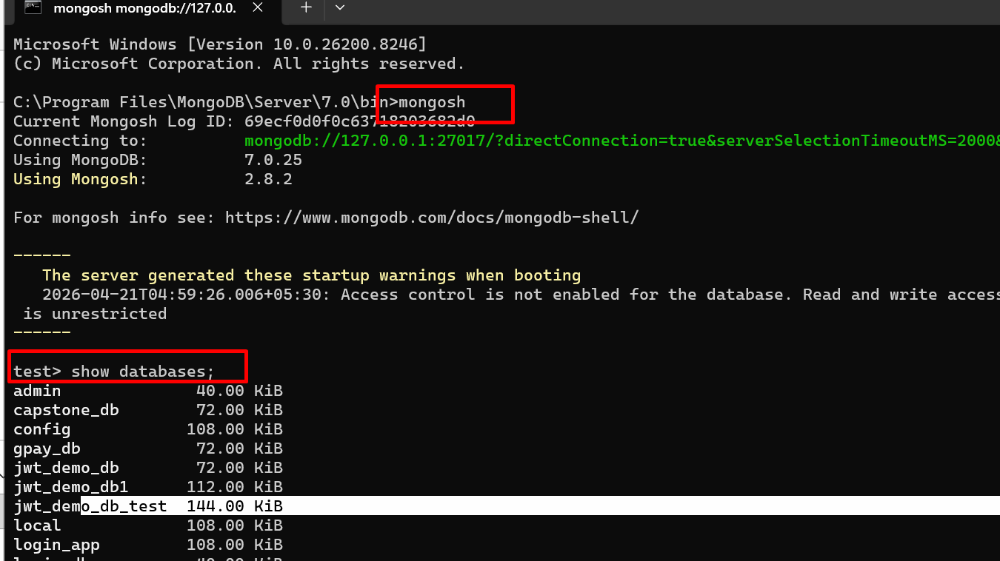 mongosh mongodb://127.0.0.
Microsoft Windows [Version 10.0.26200.8246]
(c) Microsoft Corporation. All rights reserved.
C:\Program Files\MongoDB\Server\7.0\bin>mongosh
Current Mongosh Log ID: 69ecf0d0f0c63718203682d0
Connecting to: mongodb://127.0.0.1:27017/?directConnection=true&serverSelectionTimeoutMS=2000&
Using MongoDB: 7.0.25
Using Mongosh: 2.8.2
For mongosh info see: https://www.mongodb.com/docs/mongodb-shell/
------
The server generated these startup warnings when booting
2026-04-21T04:59:26.006+05:30: Access control is not enabled for the database. Read and write access
is unrestricted
------
test> show databases;
admin 40.00 KiB
capstone_db 72.00 KiB
config 108.00 KiB
gpay_db 72.00 KiB
jwt_demo_db 72.00 KiB
jwt_demo_db1 112.00 KiB
jwt_demo_db_test 144.00 KiB
local 108.00 KiB
login_app 108.00 KiB